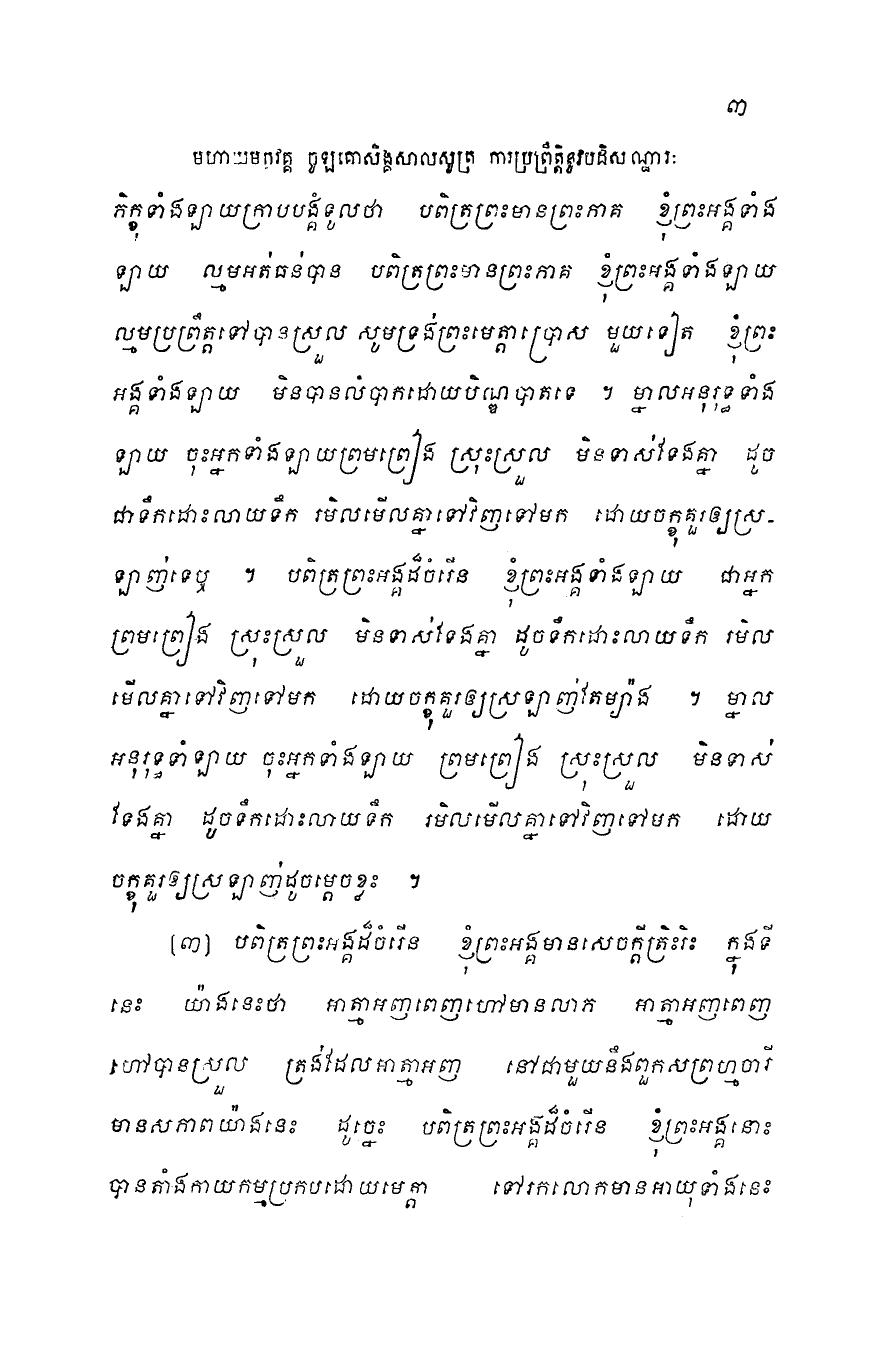 ៣
មហាយមកវគ្គ ចូឡគោសិង្គសាលសូត្រ ការប្រព្រឹត្តិនូវបដិសណ្ឋារៈ
ភិក្ខុទាំងឡាយក្រាបបង្គំទូលថា បពិត្រព្រះមានព្រះភាគ ខ្ញុំព្រះអង្គទាំង
ឡាយ ល្មមអត់ធន់បាន បពិត្រព្រះមានព្រះភាគ ខ្ញុំព្រះអង្គទាំងឡាយ
ល្មមប្រព្រឹត្តទៅបានស្រួល សូមទ្រង់ព្រះមេត្តាប្រោស មួយទៀត ខ្ញុំព្រះ
អង្គទាំងឡាយ មិនបានលំបាកដោយបិណ្ឌបាតទេ ។ ម្នាលអនុរុទ្ធទាំង
ឡាយ ចុះអ្នកទាំងឡាយព្រមព្រៀង ស្រុះស្រួល មិនទាស់ទែងគ្នា ដូច
ជាទឹកដោះលាយទឹក រមិលមើលគ្នាទៅវិញទៅមក ដោយចក្ខុគួរឲ្យស្រ-
ឡាញ់ទេឬ ។ បពិត្រព្រះអង្គដ៏ចំរើន ខ្ញុំព្រះអង្គទាំងឡាយ ជាអ្នក
ព្រមព្រៀង ស្រុះស្រួល មិនទាស់ទែងគ្នា ដូចទឹកដោះលាយទឹក រមិល
មើលគ្នាទៅវិញទៅមក ដោយចក្ខុគួរឲ្យស្រឡាញ់តែម្យ៉ាង ។ ម្នាល
អនុរុទ្ធទាំឡាយ ចុះអ្នកទាំងឡាយ ព្រមព្រៀង ស្រុះស្រួល មិនទាស់
ទែងគ្នា ដូចទឹកដោះលាយទឹក រមិលមើលគ្នាទៅវិញទៅមក ដោយ
ចក្ខុគួរឲ្យស្រឡាញ់ដូចម្តេចខ្វះ ។
(៣) បពិត្រព្រះអង្គដ៏ចំរើន ខ្ញុំព្រះអង្គមានសេចក្តីត្រិះរិះ ក្នុងទី
នេះ យ៉ាងនេះថា អាត្មាអញពេញហៅមានលាភ អាត្មាអញពេញ
ហៅបានស្រួល ត្រង់ដែលអាត្មាអញ នៅជាមួយនឹងពួកសព្រហ្មចារី
មានសភាពយ៉ាងនេះ ដូច្នេះ បពិត្រព្រះអង្គដ៏ចំរើន ខ្ញុំព្រះអង្គនោះ
បានតាំងកាយកម្មប្រកបដោយមេត្តា ទៅរកលោកមានអាយុទាំងនេះ